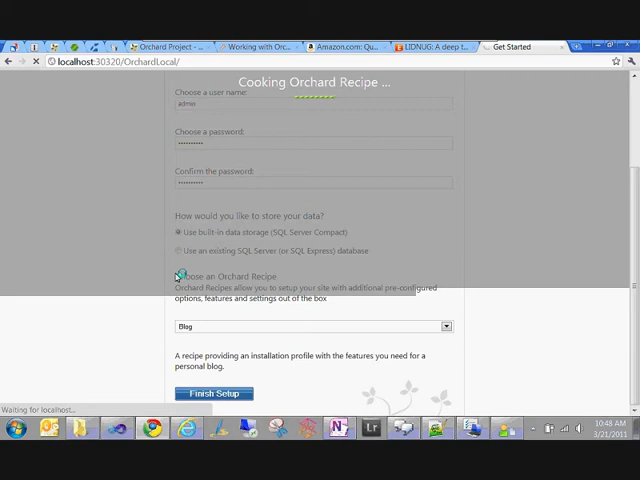 Orchard Project -
Working with Orc...
Amazon.com: Qu...
LIDNUG: A deep t
Get Started
localhost:30320/OrchardLocal/
Cooking Orchard Recipe ...
Choose a user name:
admin
Choose a password:
••••••••••
Confirm the password:
••••••••••
How would you like to store your data?
Use built-in data storage (SQL Server Compact)
Use an existing SQL Server (or SQL Express) database
oose an Orchard Recipe
Orchard Recipes allow you to setup your site with additional pre-configured
options, features and settings out of the box
Blog
A recipe providing an installation profile with the features you need for a
personal blog.
Finish Setup
Waiting for localhost...
Lr
10:48 AM
3/21/2011